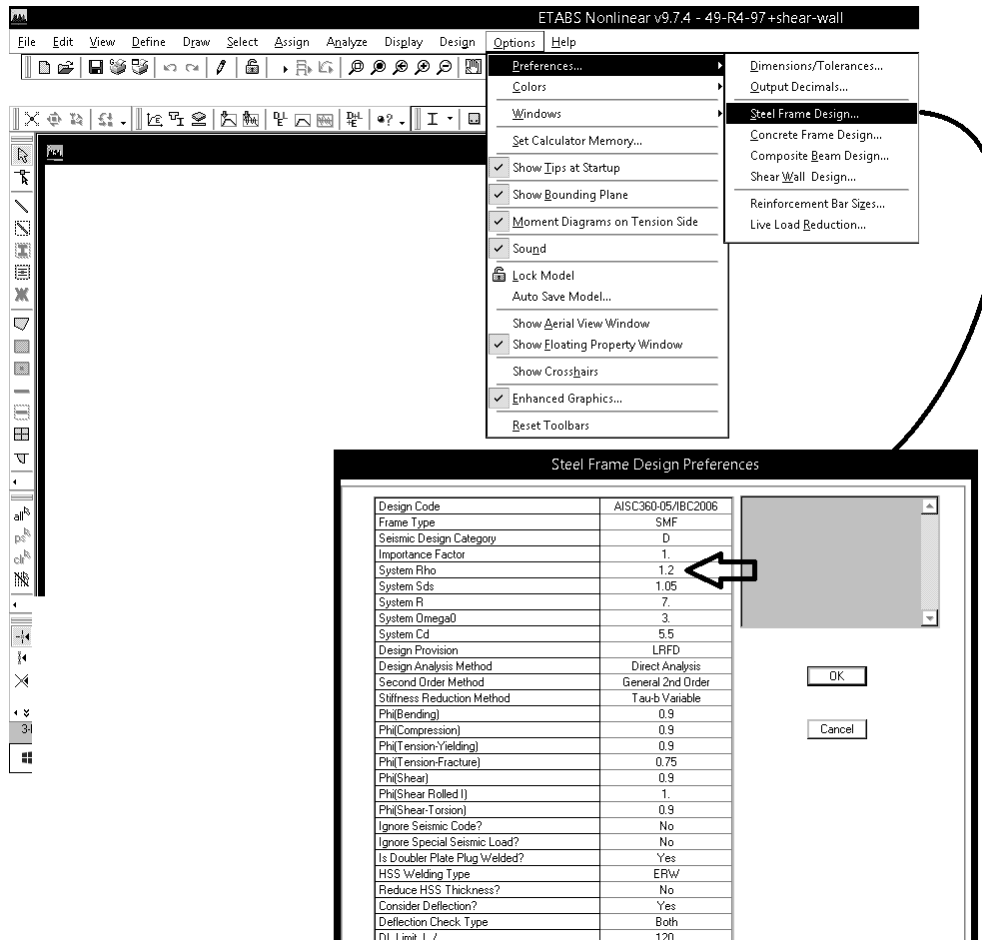 ETABS Nonlinear v9.7.4 - 49-R4-97+shear-wall
File Edit View Define Draw Select Assign Analyze Display Design Options Help
Preferences...
Colors
Windows
Set Calculator Memory...
Show Tips at Startup
Show Bounding Plane
Moment Diagrams on Tension Side
Sound
Lock Model
Auto Save Model...
Show Aerial View Window
Show Floating Property Window
Show Crosshairs
Enhanced Graphics...
Reset Toolbars
Dimensions/Tolerances...
Output Decimals...
Steel Frame Design...
Concrete Frame Design...
Composite Beam Design...
Shear Wall Design...
Reinforcement Bar Sizes...
Live Load Reduction...
all
ps
clr
Steel Frame Design Preferences
Design Code AISC360-05/IBC2006
Frame Type SMF
Seismic Design Category D
Importance Factor 1.
System Rho 1.2
System Sds 1.05
System R 7.
System Omega0 3.
System Cd 5.5
Design Provision LRFD
Design Analysis Method Direct Analysis
Second Order Method General 2nd Order
Stiffness Reduction Method Tau-b Variable
Phi(Bending) 0.9
Phi(Compression) 0.9
Phi(Tension-Yielding) 0.9
Phi(Tension-Fracture) 0.75
Phi(Shear) 0.9
Phi(Shear Rolled I) 1.
Phi(Shear-Torsion) 0.9
Ignore Seismic Code? No
Ignore Special Seismic Load? No
Is Doubler Plate Plug Welded? Yes
HSS Welding Type ERW
Reduce HSS Thickness? No
Consider Deflection? Yes
Deflection Check Type Both
DL Limit, L / 120.
OK
Cancel